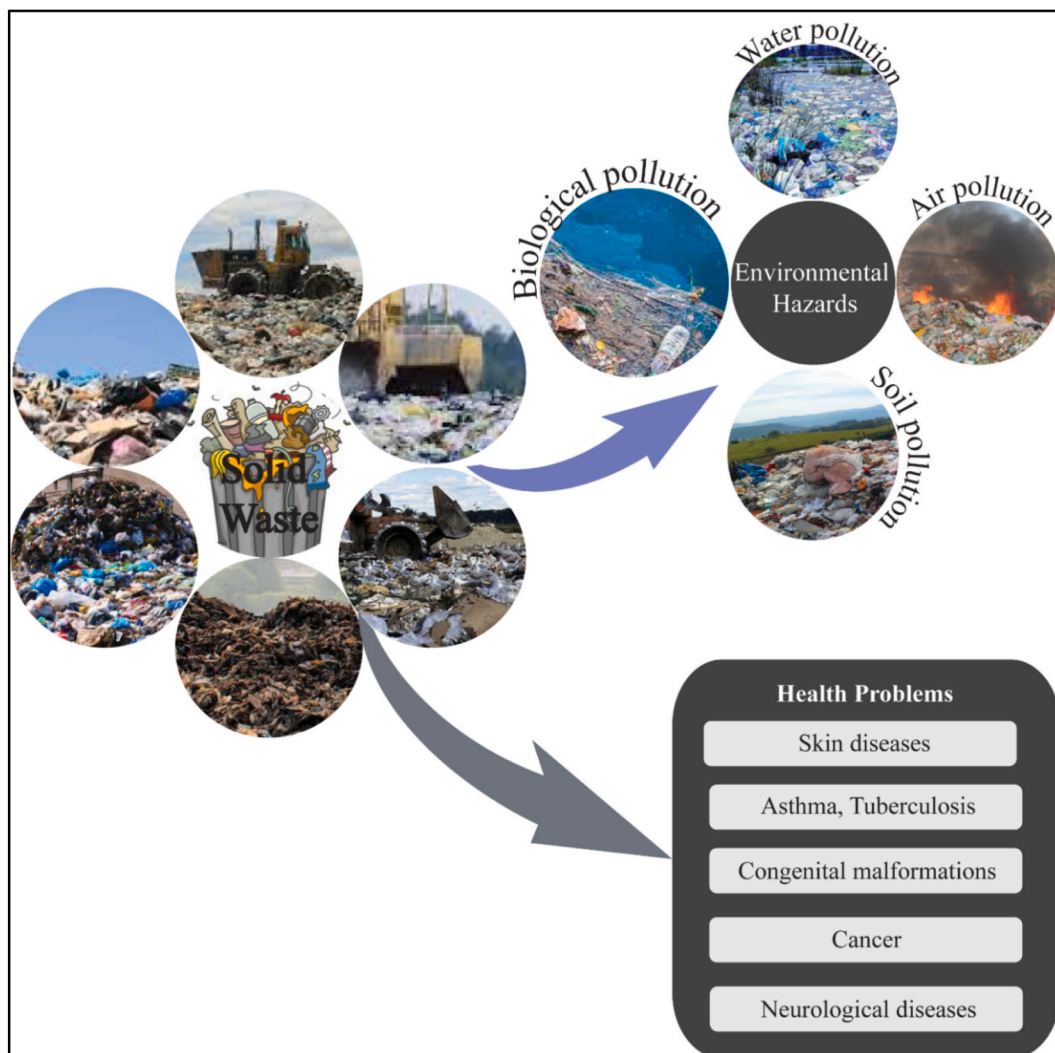 Water pollution
Biological pollution
Air pollution
Environmental
Hazards
Soil pollution
Solid
Waste
Health Problems
Skin diseases
Asthma, Tuberculosis
Congenital malformations
Cancer
Neurological diseases